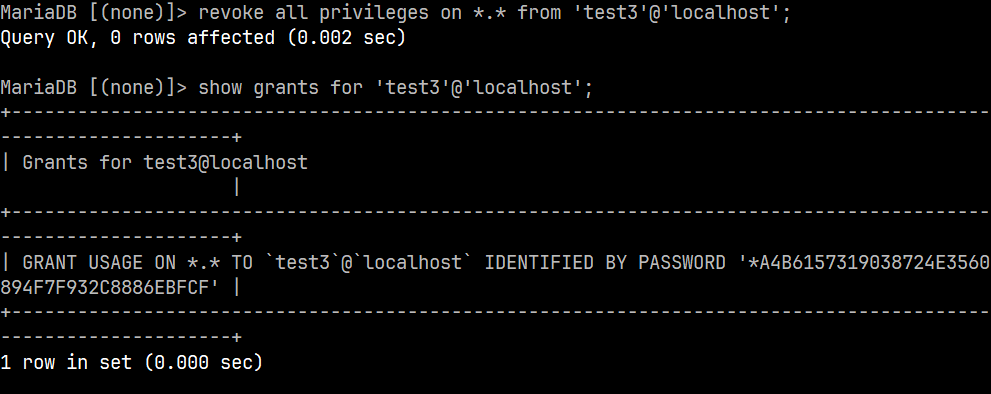 MariaDB [(none)]> revoke all privileges on *.* from 'test3'@'localhost';
Query OK, 0 rows affected (0.002 sec)
MariaDB [(none)]> show grants for 'test3'@'localhost';
+----------------------------------------------------------------------------------
-------------------+
| Grants for test3@localhost
                   |
+----------------------------------------------------------------------------------
-------------------+
| GRANT USAGE ON *.* TO `test3`@`localhost` IDENTIFIED BY PASSWORD '*A4B6157319038724E3560
894F7F932C8886EBFCF' |
+----------------------------------------------------------------------------------
-------------------+
1 row in set (0.000 sec)